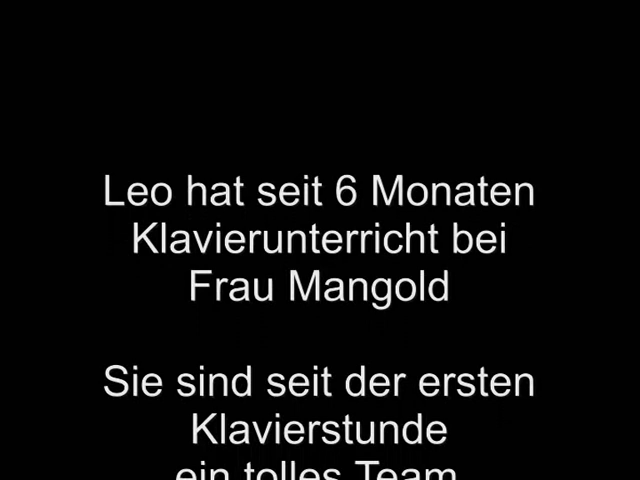 Leo hat seit 6 Monaten
Klavierunterricht bei
Frau Mangold
Sie sind seit der ersten
Klavierstunde
ein tolles Team